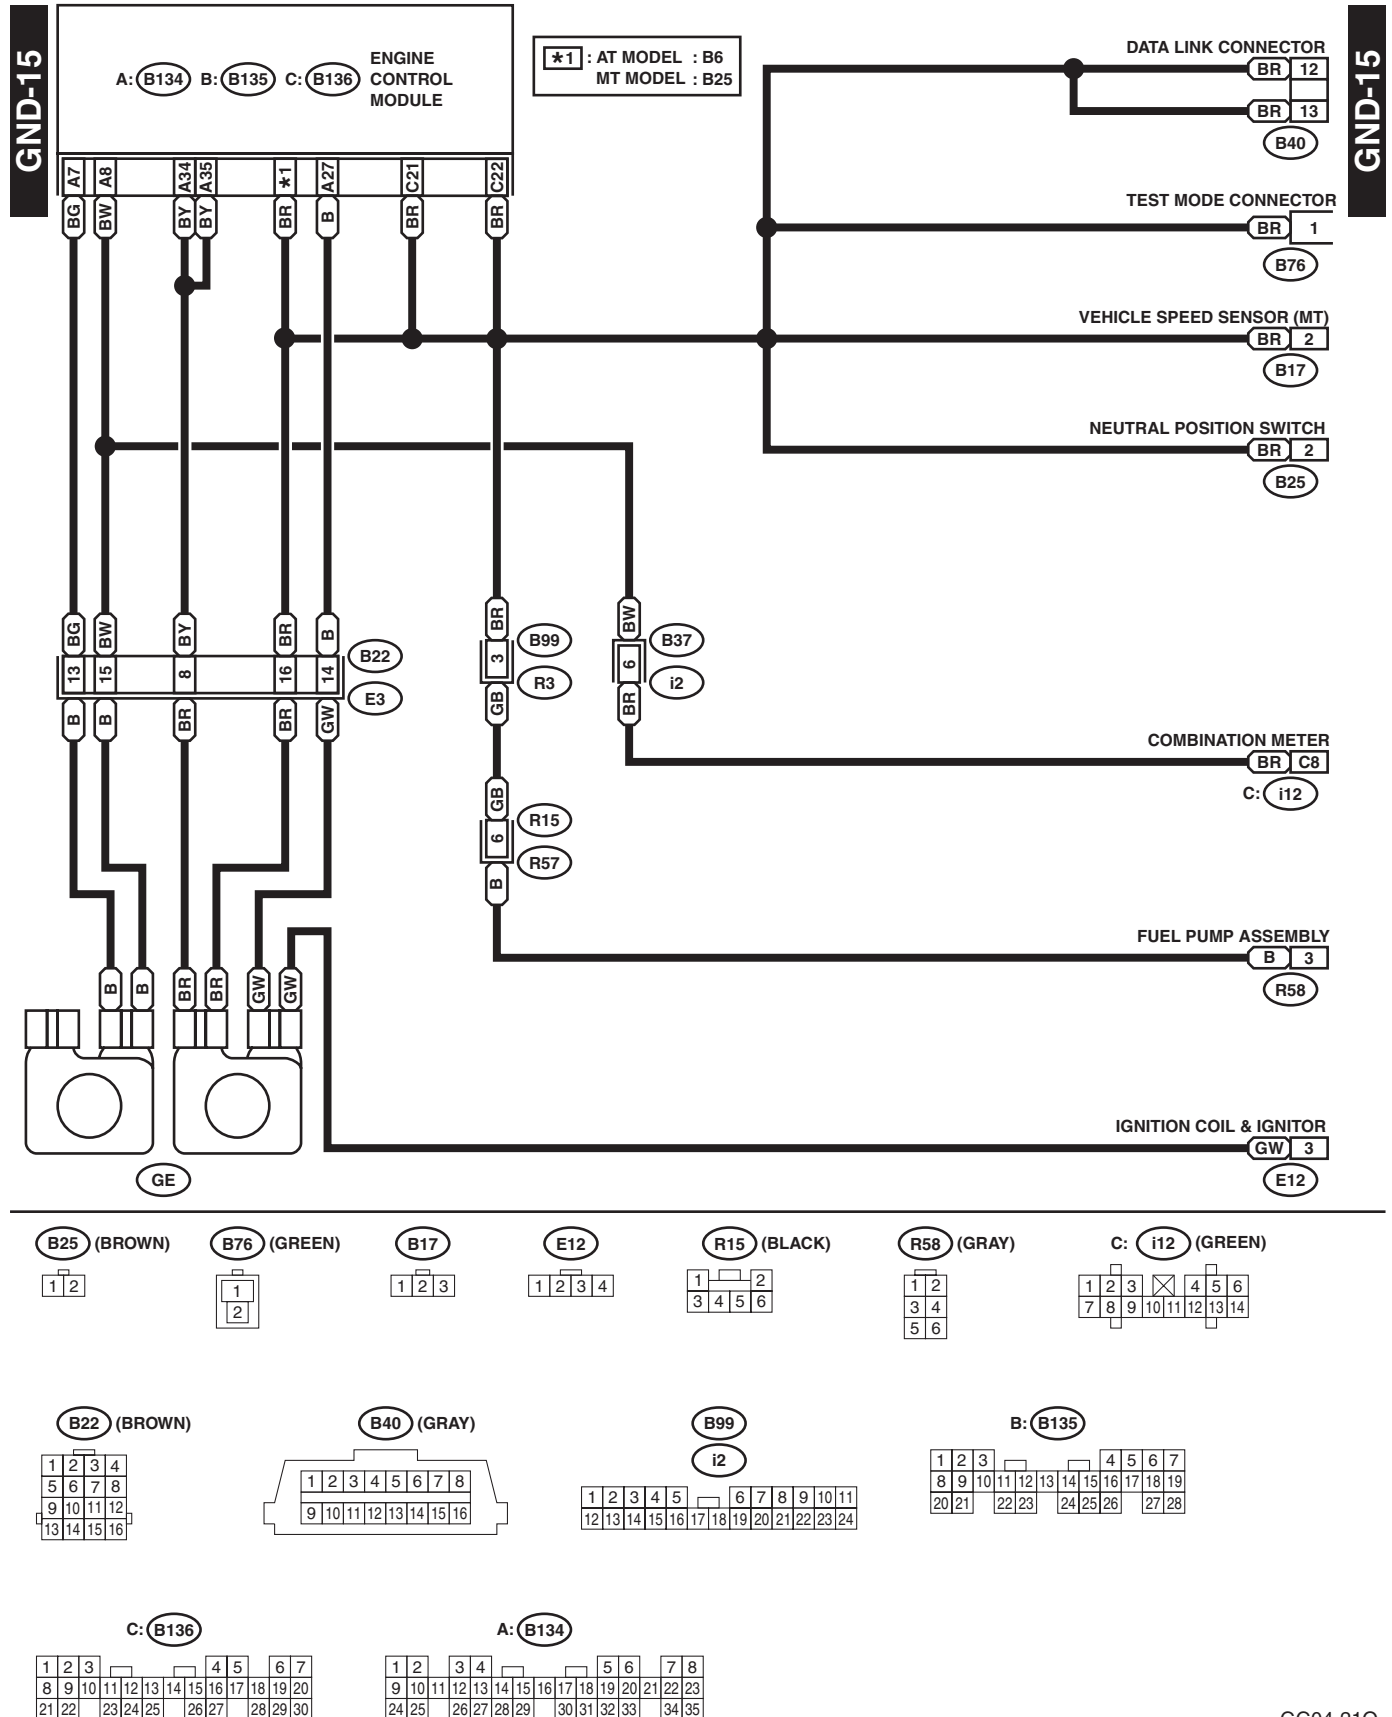 GND-15
GND-15
A: B134 B: B135 C: B136
ENGINE
CONTROL
MODULE
*1 : AT MODEL : B6
MT MODEL : B25
A7 A8 A34 A35 *1 A27 C21 C22
BG BW BY BY BR B BR BR
DATA LINK CONNECTOR
BR 12
BR 13
B40
TEST MODE CONNECTOR
BR 1
B76
VEHICLE SPEED SENSOR (MT)
BR 2
B17
NEUTRAL POSITION SWITCH
BR 2
B25
BG BW BY BR B
13 15 8 16 14
B22
E3
B B BR BR GW
BR
3
B99
R3
GB
BW
6
B37
i2
BR
COMBINATION METER
BR C8
C: i12
GB
6
R15
R57
B
FUEL PUMP ASSEMBLY
B 3
R58
B B BR BR GW GW
GE
IGNITION COIL & IGNITOR
GW 3
E12
B25 (BROWN)
1 2
B76 (GREEN)
1
2
B17
1 2 3
E12
1 2 3 4
R15 (BLACK)
1 2
3 4 5 6
R58 (GRAY)
1 2
3 4
5 6
C: i12 (GREEN)
1 2 3 4 5 6
7 8 9 10 11 12 13 14
B22 (BROWN)
1 2 3 4
5 6 7 8
9 10 11 12
13 14 15 16
B40 (GRAY)
1 2 3 4 5 6 7 8
9 10 11 12 13 14 15 16
B99
i2
1 2 3 4 5 6 7 8 9 10 11
12 13 14 15 16 17 18 19 20 21 22 23 24
B: B135
1 2 3 4 5 6 7
8 9 10 11 12 13 14 15 16 17 18 19
20 21 22 23 24 25 26 27 28
C: B136
1 2 3 4 5 6 7
8 9 10 11 12 13 14 15 16 17 18 19 20
21 22 23 24 25 26 27 28 29 30
A: B134
1 2 3 4 5 6 7 8
9 10 11 12 13 14 15 16 17 18 19 20 21 22 23
24 25 26 27 28 29 30 31 32 33 34 35